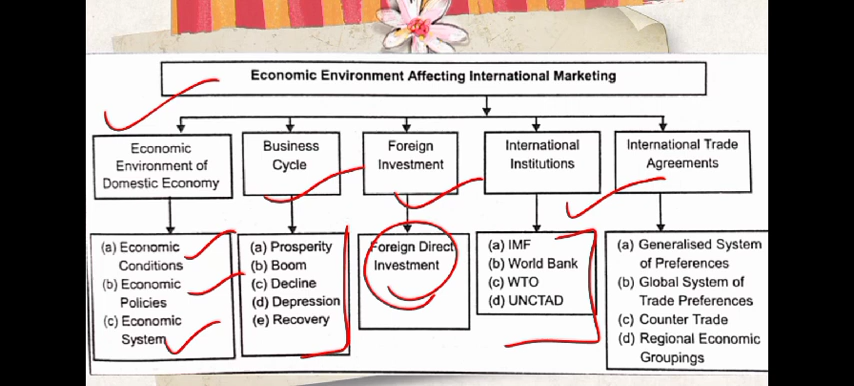 Economic Environment Affecting International Marketing
Economic
Environment of
Domestic Economy
Business
Cycle
Foreign
Investment
International
Institutions
International Trade
Agreements
(a) Economic
Conditions
(b) Economic
Policies
(c) Economic
System
(a) Prosperity
(b) Boom
(c) Decline
(d) Depression
(e) Recovery
Foreign Direct
Investment
(a) IMF
(b) World Bank
(c) WTO
(d) UNCTAD
(a) Generalised System
of Preferences
(b) Global System of
Trade Preferences
(c) Counter Trade
(d) Regional Economic
Groupings